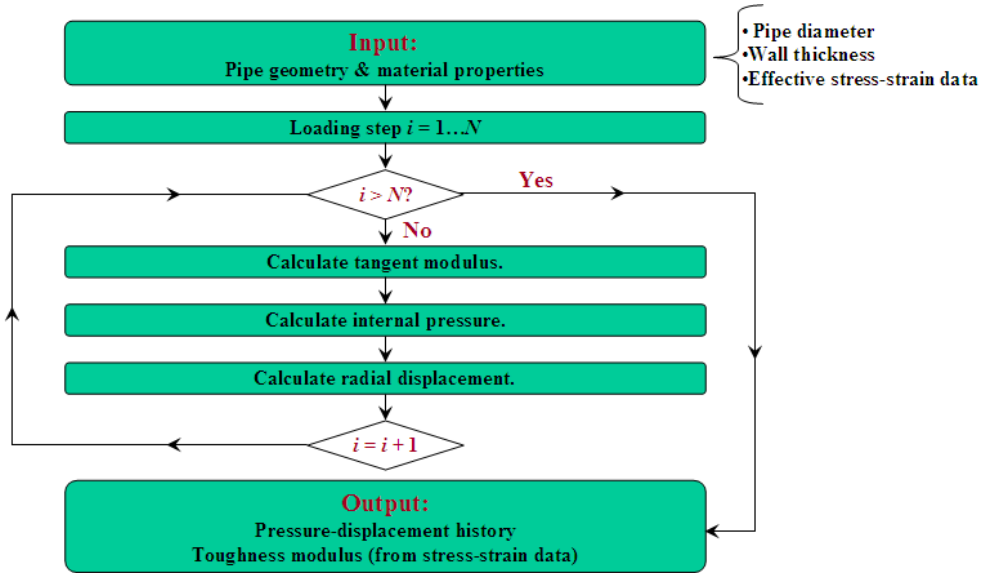 Input:
Pipe geometry & material properties
• Pipe diameter
•Wall thickness
•Effective stress-strain data
Loading step i = 1…N
i > N?
Yes
No
Calculate tangent modulus.
Calculate internal pressure.
Calculate radial displacement.
i = i + 1
Output:
Pressure-displacement history
Toughness modulus (from stress-strain data)